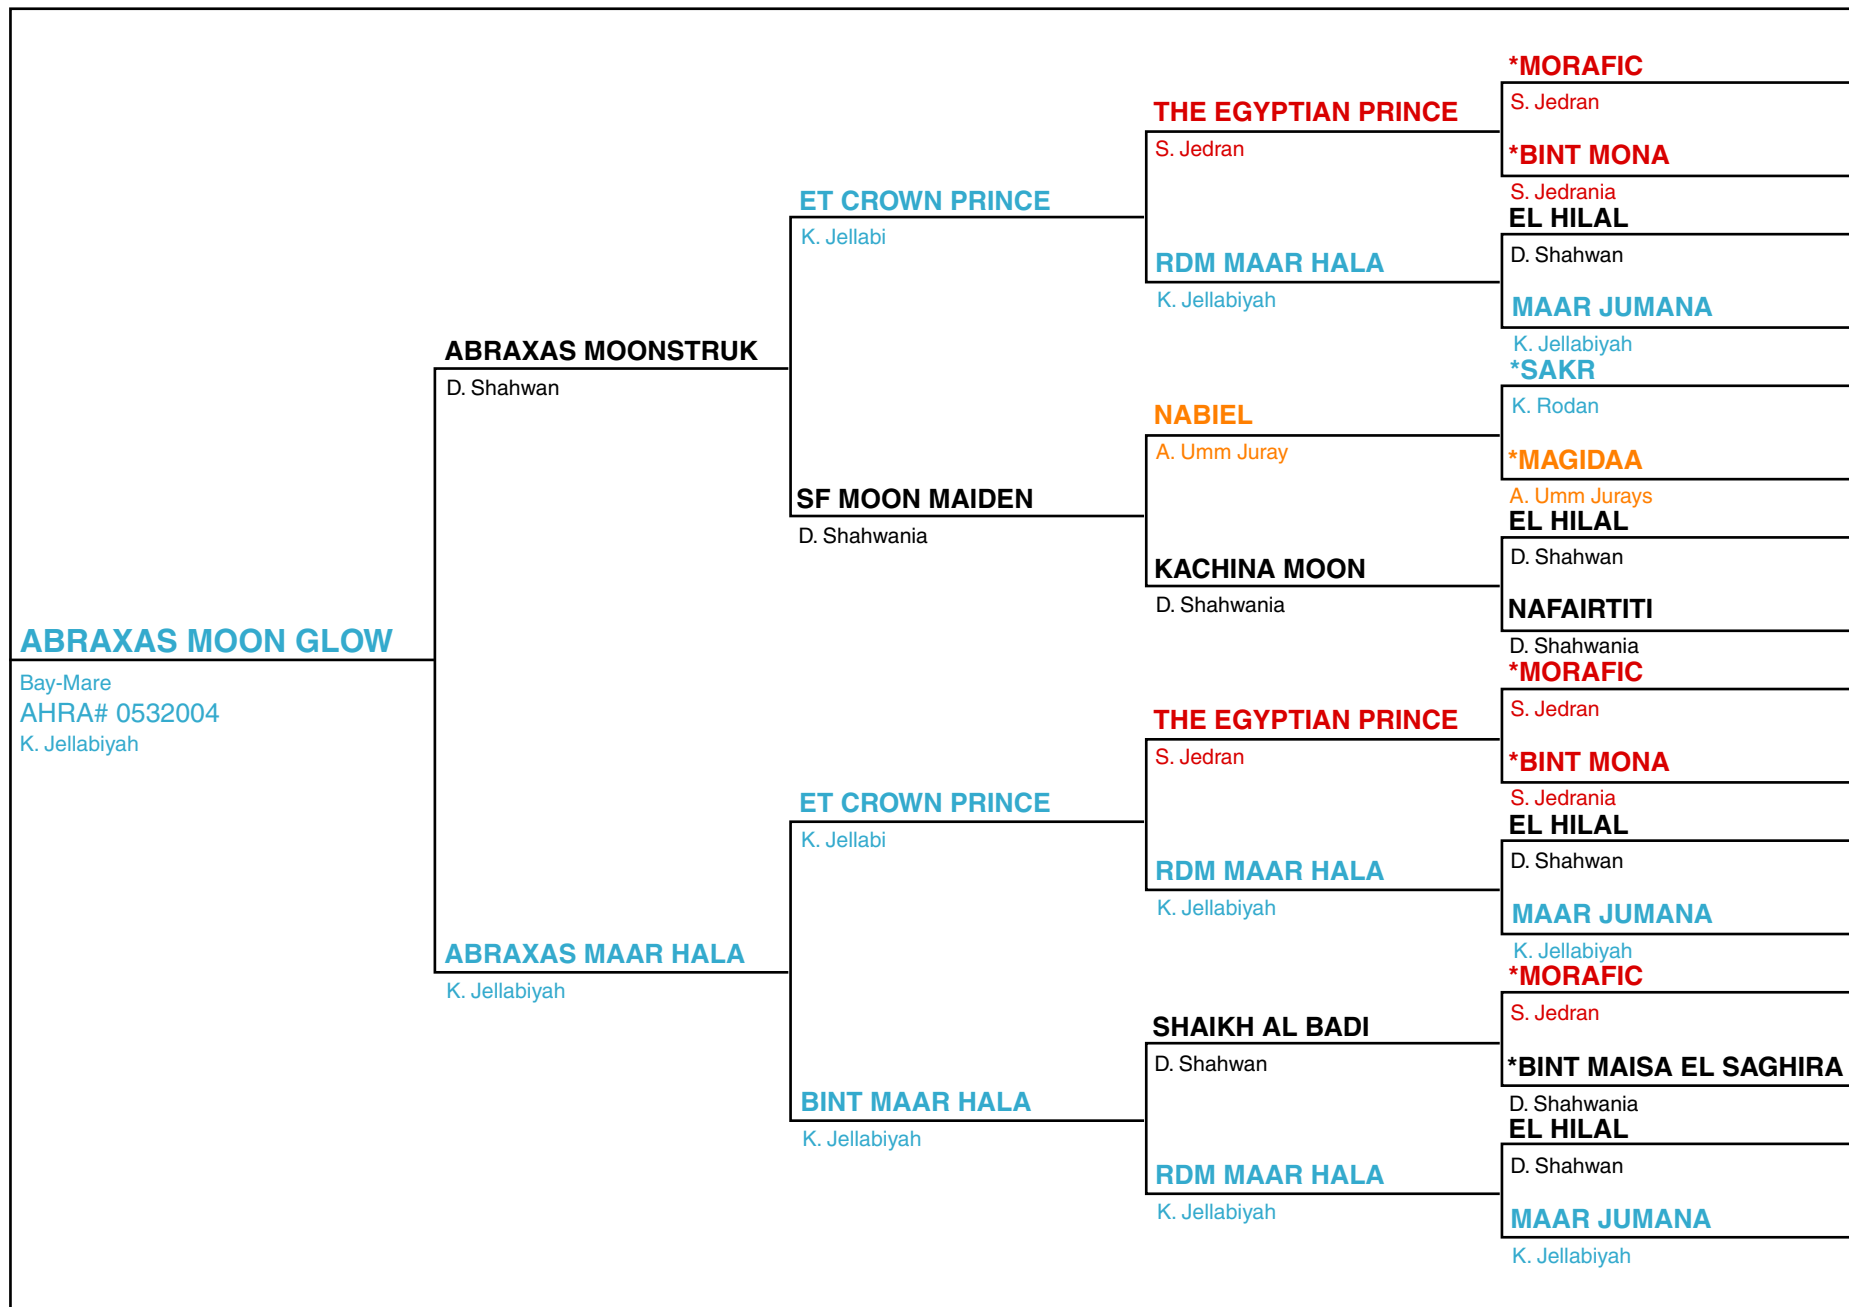 ABRAXAS MOON GLOW
Bay-Mare
AHRA# 0532004
K. Jellabiyah
ABRAXAS MOONSTRUK
D. Shahwan
ABRAXAS MAAR HALA
K. Jellabiyah
ET CROWN PRINCE
K. Jellabi
SF MOON MAIDEN
D. Shahwania
ET CROWN PRINCE
K. Jellabi
BINT MAAR HALA
K. Jellabiyah
THE EGYPTIAN PRINCE
S. Jedran
RDM MAAR HALA
K. Jellabiyah
NABIEL
A. Umm Juray
KACHINA MOON
D. Shahwania
THE EGYPTIAN PRINCE
S. Jedran
RDM MAAR HALA
K. Jellabiyah
SHAIKH AL BADI
D. Shahwan
RDM MAAR HALA
K. Jellabiyah
*MORAFIC
S. Jedran
*BINT MONA
S. Jedrania
EL HILAL
D. Shahwan
MAAR JUMANA
K. Jellabiyah
*SAKR
K. Rodan
*MAGIDAA
A. Umm Jurays
EL HILAL
D. Shahwan
NAFAIRTITI
D. Shahwania
*MORAFIC
S. Jedran
*BINT MONA
S. Jedrania
EL HILAL
D. Shahwan
MAAR JUMANA
K. Jellabiyah
*MORAFIC
S. Jedran
*BINT MAISA EL SAGHIRA
D. Shahwania
EL HILAL
D. Shahwan
MAAR JUMANA
K. Jellabiyah